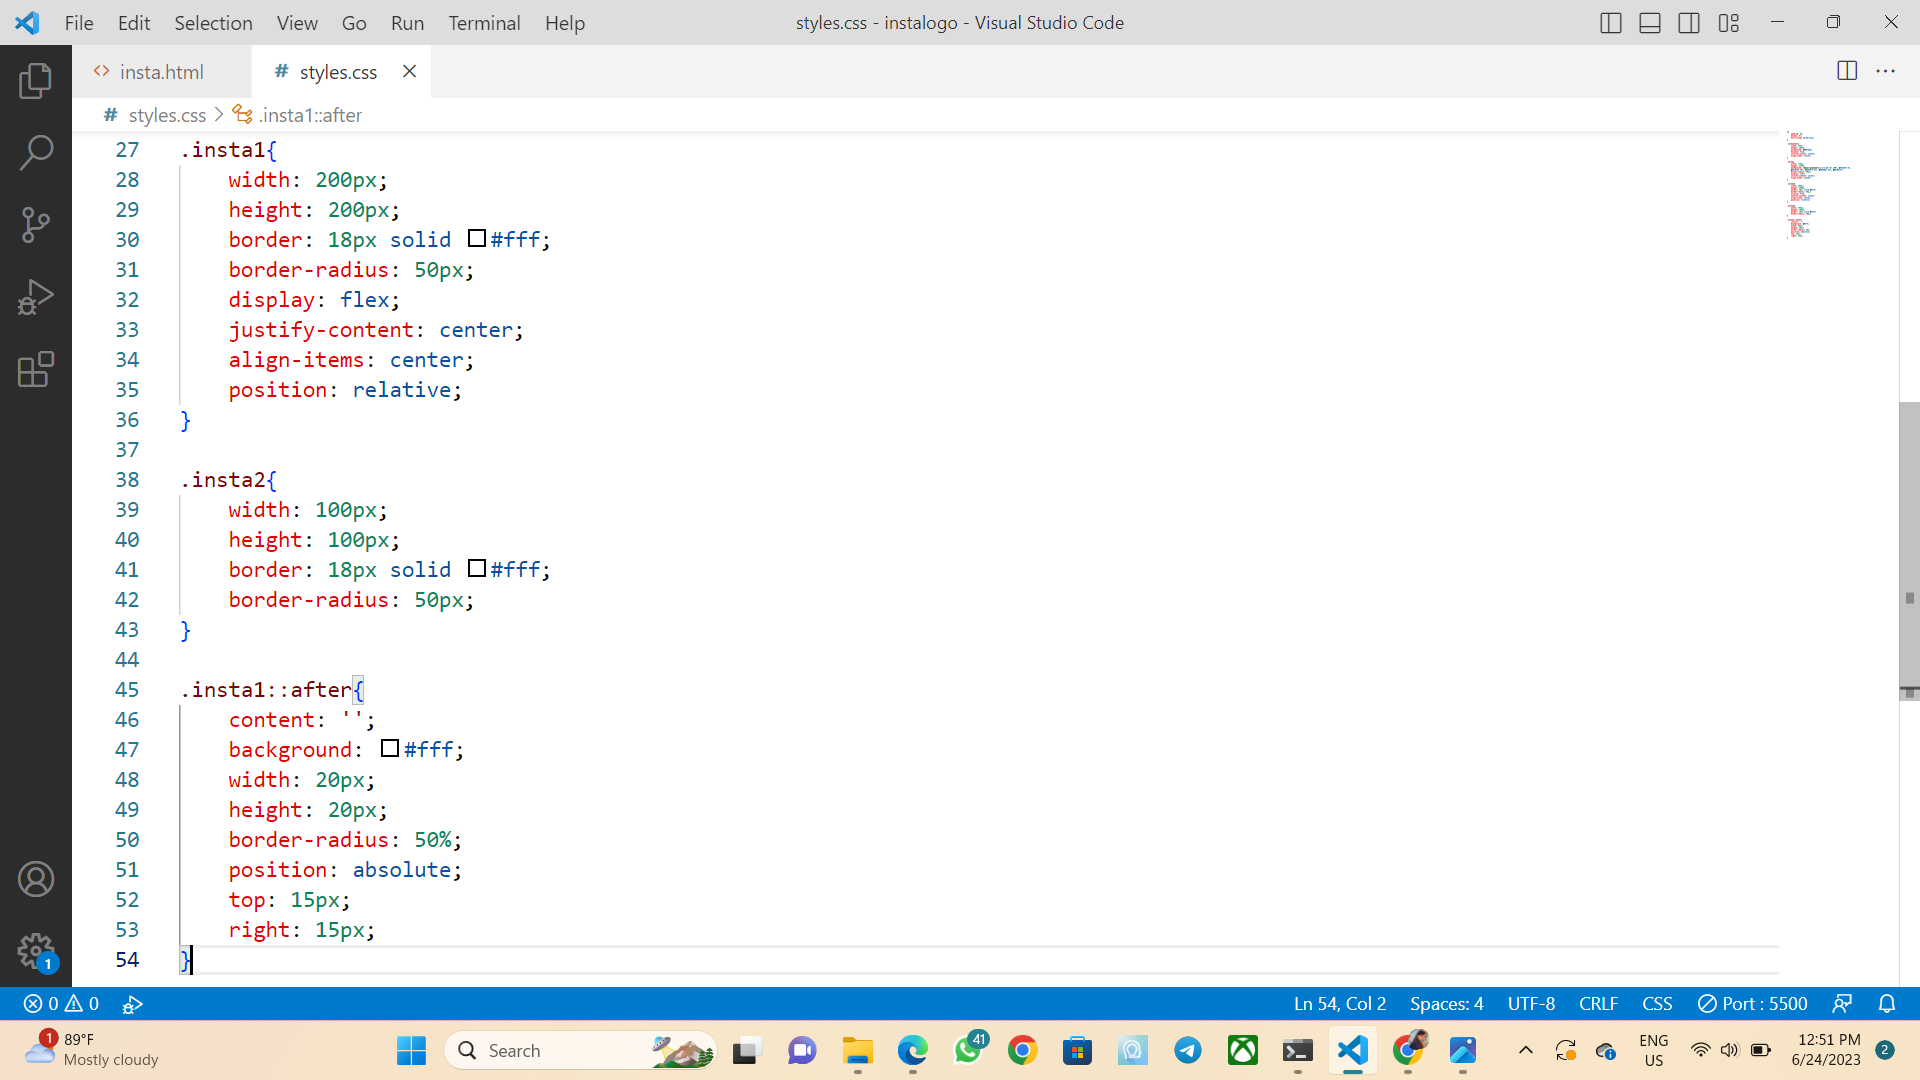 File Edit Selection View Go Run Terminal Help styles.css - instalogo - Visual Studio Code
insta.html # styles.css
# styles.css > .insta1::after
27 .insta1{
28 width: 200px;
29 height: 200px;
30 border: 18px solid #fff;
31 border-radius: 50px;
32 display: flex;
33 justify-content: center;
34 align-items: center;
35 position: relative;
36 }
37
38 .insta2{
39 width: 100px;
40 height: 100px;
41 border: 18px solid #fff;
42 border-radius: 50px;
43 }
44
45 .insta1::after{
46 content: '';
47 background: #fff;
48 width: 20px;
49 height: 20px;
50 border-radius: 50%;
51 position: absolute;
52 top: 15px;
53 right: 15px;
54 }
1
0 0 Ln 54, Col 2 Spaces: 4 UTF-8 CRLF CSS Port : 5500
1 89°F
Mostly cloudy
Search
41
ENG
US
12:51 PM
6/24/2023
2